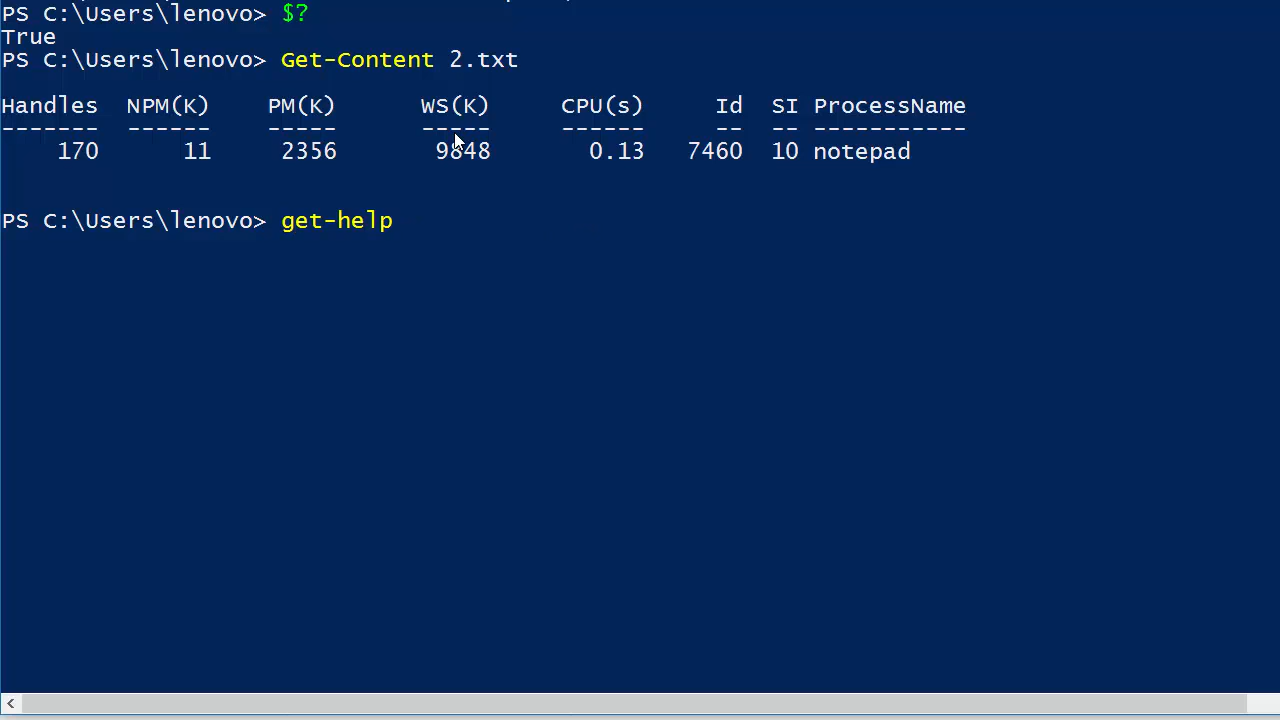 PS C:\Users\lenovo> $?
True
PS C:\Users\lenovo> Get-Content 2.txt
Handles  NPM(K)    PM(K)      WS(K)     CPU(s)     Id  SI ProcessName
-------  ------    -----      -----     ------     --  -- -----------
    170      11     2356       9848       0.13   7460  10 notepad
PS C:\Users\lenovo> get-help